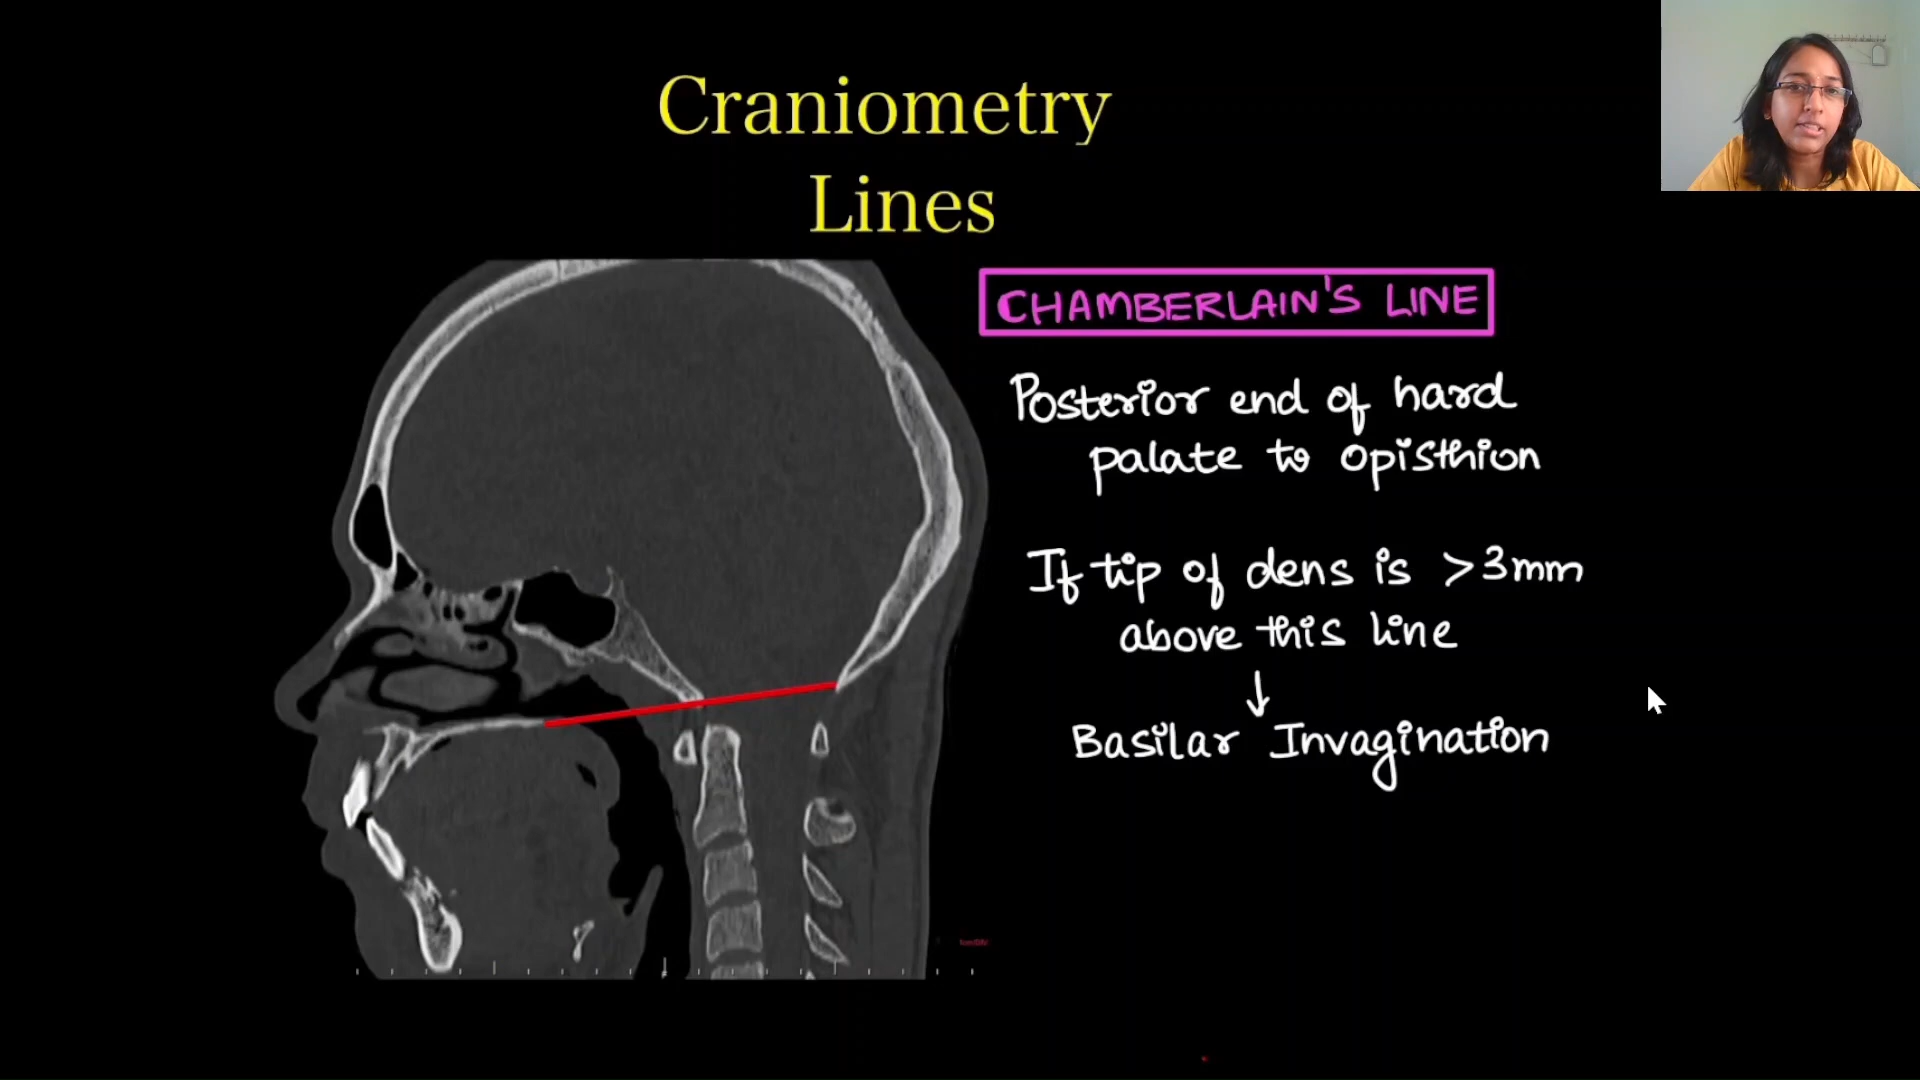 Craniometry
Lines
CHAMBERLAIN'S LINE
Posterior end of hard
palate to opisthion
If tip of dens is >3mm
above this line
↓
Basilar Invagination